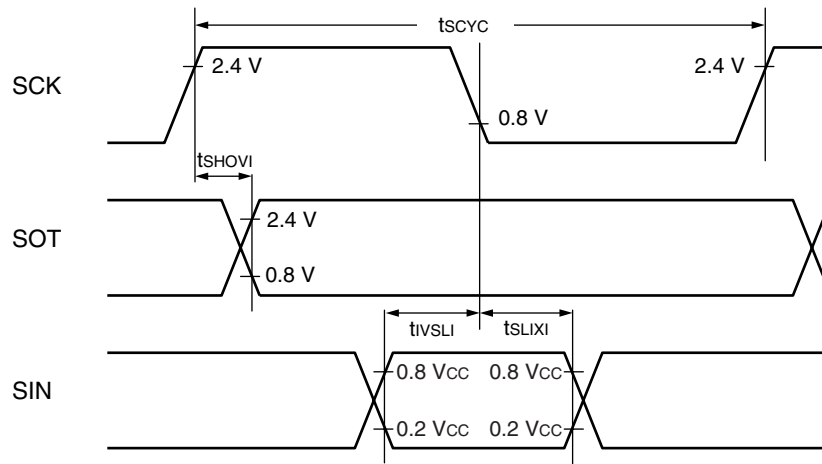 tSCYC
SCK
2.4 V
2.4 V
0.8 V
tSHOVI
SOT
2.4 V
0.8 V
tIVSLI
tSLIXI
SIN
0.8 VCC
0.8 VCC
0.2 VCC
0.2 VCC